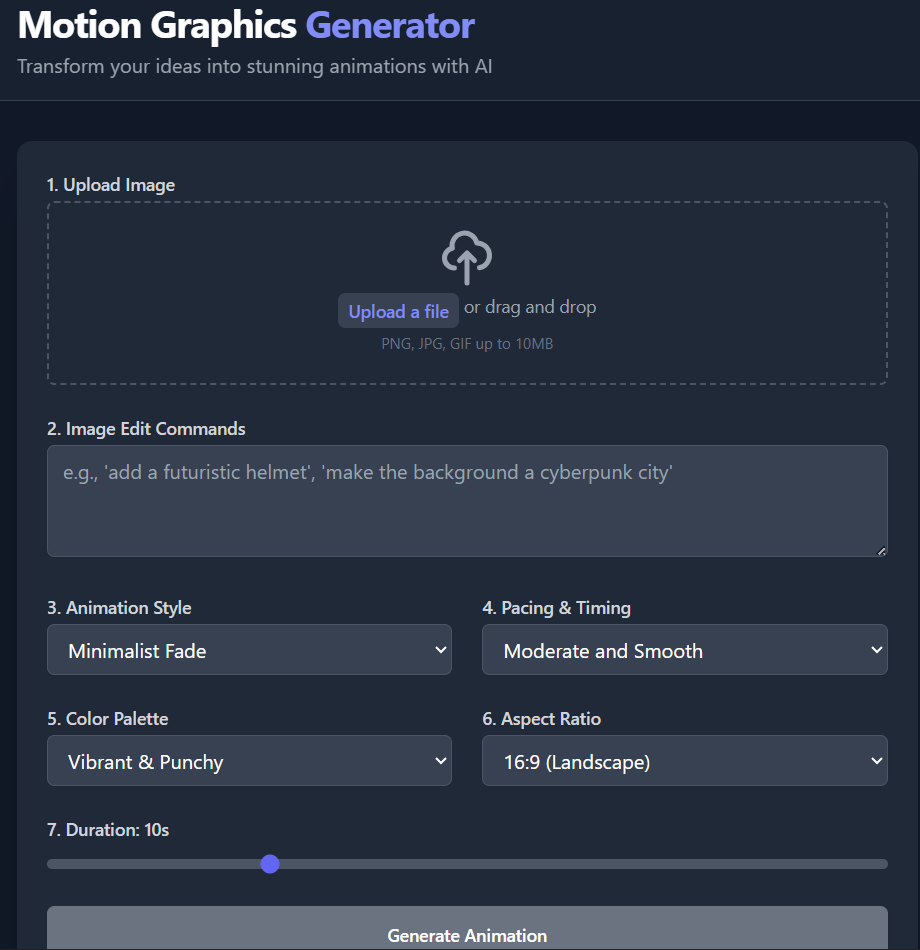 Motion Graphics Generator
Transform your ideas into stunning animations with AI
1. Upload Image
Upload a file or drag and drop
PNG, JPG, GIF up to 10MB
2. Image Edit Commands
e.g., 'add a futuristic helmet', 'make the background a cyberpunk city'
3. Animation Style
4. Pacing & Timing
Minimalist Fade
Moderate and Smooth
5. Color Palette
6. Aspect Ratio
Vibrant & Punchy
16:9 (Landscape)
7. Duration: 10s
Generate Animation